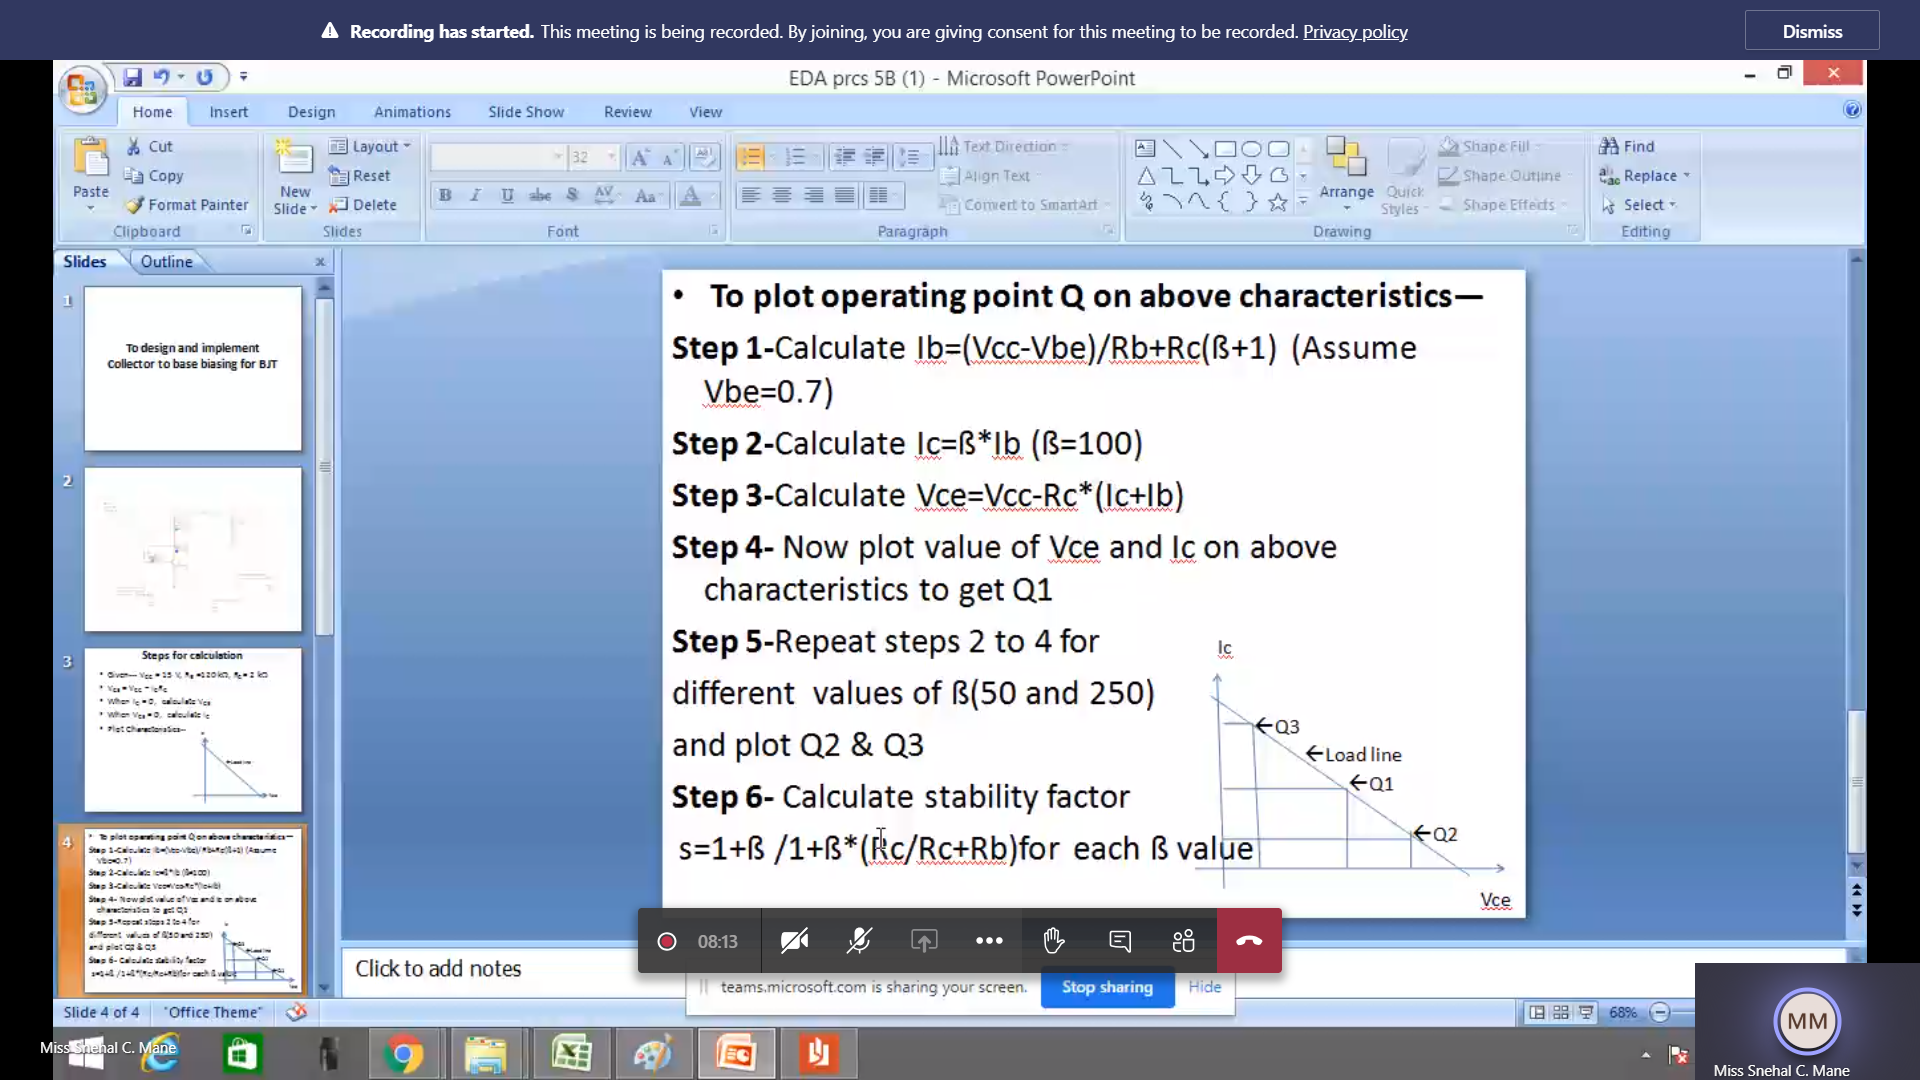 Recording has started. This meeting is being recorded. By joining, you are giving consent for this meeting to be recorded. Privacy policy
Dismiss
EDA prcs 5B (1) - Microsoft PowerPoint
Home Insert Design Animations Slide Show Review View
Paste
Cut
Copy
Format Painter
Clipboard
New Slide
Layout
Reset
Delete
Slides
32
Font
Paragraph
Text Direction
Align Text
Convert to SmartArt
Arrange
Quick Styles
Shape Fill
Shape Outline
Shape Effects
Drawing
Find
Replace
Select
Editing
Slides Outline
1
To design and implement
Collector to base biasing for BJT
2
3
Steps for calculation
4
• To plot operating point Q on above characteristics—
Step 1-Calculate Ib=(Vcc-Vbe)/Rb+Rc(ß+1) (Assume
Vbe=0.7)
Step 2-Calculate Ic=ß*Ib (ß=100)
Step 3-Calculate Vce=Vcc-Rc*(Ic+Ib)
Step 4- Now plot value of Vce and Ic on above
characteristics to get Q1
Step 5-Repeat steps 2 to 4 for
different values of ß(50 and 250)
and plot Q2 & Q3
Step 6- Calculate stability factor
s=1+ß /1+ß*(Rc/Rc+Rb)for each ß value
Ic
←Q3
←Load line
←Q1
←Q2
Vce
08:13
Click to add notes
teams.microsoft.com is sharing your screen.
Stop sharing
Hide
Slide 4 of 4
"Office Theme"
68%
Miss Snehal C. Mane
MM
Miss Snehal C. Mane